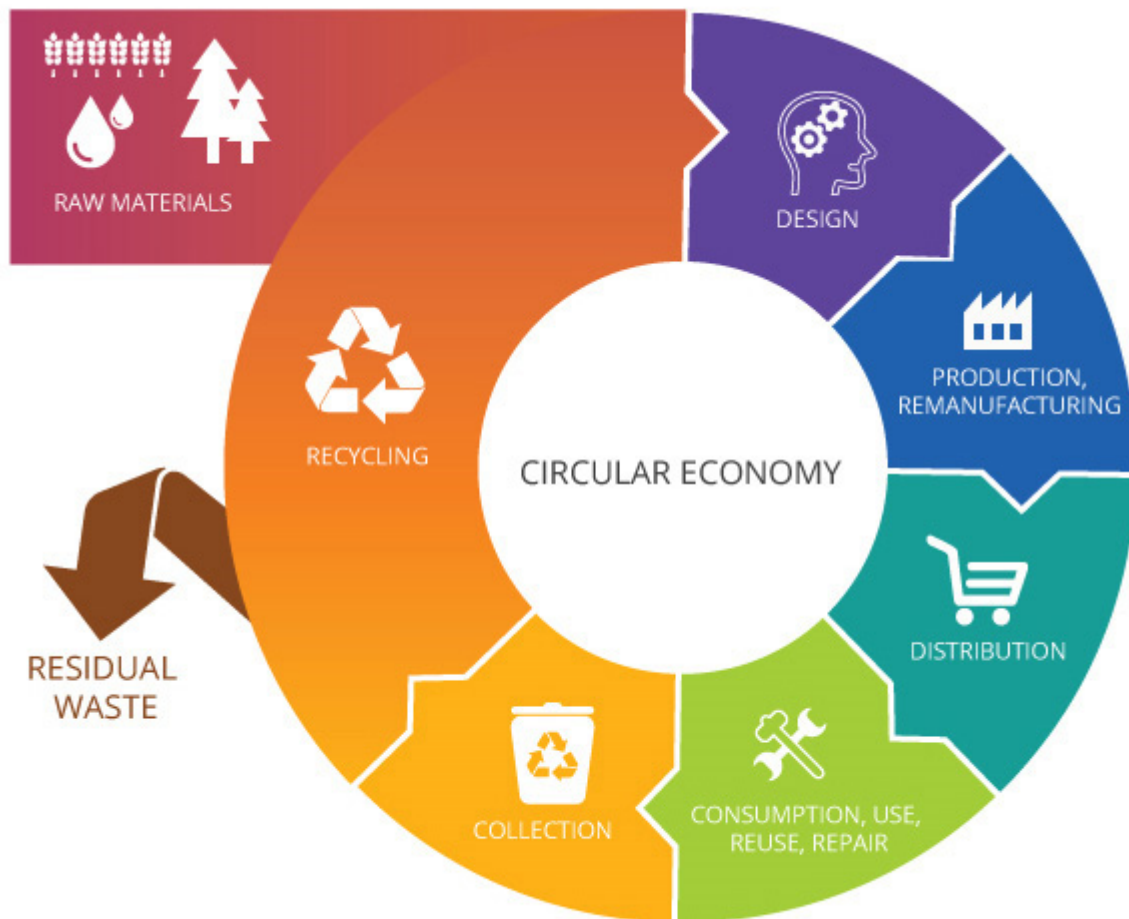 RAW MATERIALS
DESIGN
PRODUCTION,
REMANUFACTURING
RECYCLING
CIRCULAR ECONOMY
DISTRIBUTION
RESIDUAL
WASTE
CONSUMPTION, USE,
REUSE, REPAIR
COLLECTION